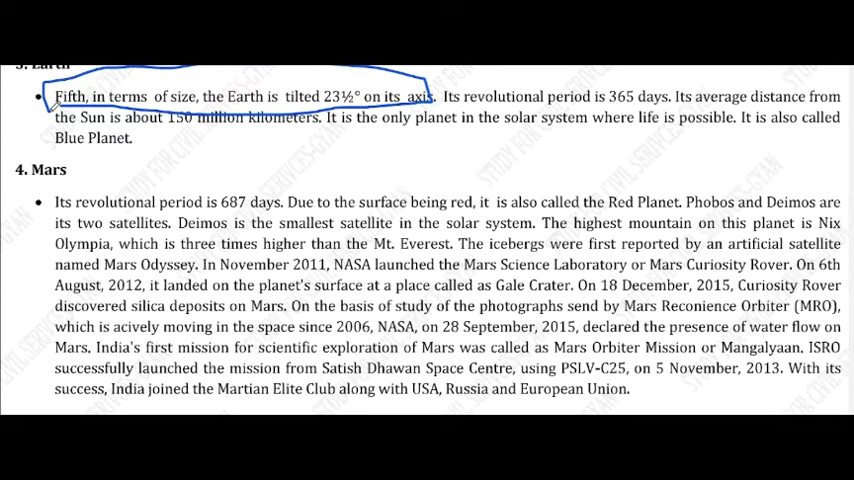 3. Earth
• Fifth, in terms of size, the Earth is tilted 23½° on its axis. Its revolutional period is 365 days. Its average distance from
the Sun is about 150 million kilometers. It is the only planet in the solar system where life is possible. It is also called
Blue Planet.
4. Mars
• Its revolutional period is 687 days. Due to the surface being red, it is also called the Red Planet. Phobos and Deimos are
its two satellites. Deimos is the smallest satellite in the solar system. The highest mountain on this planet is Nix
Olympia, which is three times higher than the Mt. Everest. The icebergs were first reported by an artificial satellite
named Mars Odyssey. In November 2011, NASA launched the Mars Science Laboratory or Mars Curiosity Rover. On 6th
August, 2012, it landed on the planet's surface at a place called as Gale Crater. On 18 December, 2015, Curiosity Rover
discovered silica deposits on Mars. On the basis of study of the photographs send by Mars Reconience Orbiter (MRO),
which is acively moving in the space since 2006, NASA, on 28 September, 2015, declared the presence of water flow on
Mars. India's first mission for scientific exploration of Mars was called as Mars Orbiter Mission or Mangalyaan. ISRO
successfully launched the mission from Satish Dhawan Space Centre, using PSLV-C25, on 5 November, 2013. With its
success, India joined the Martian Elite Club along with USA, Russia and European Union.